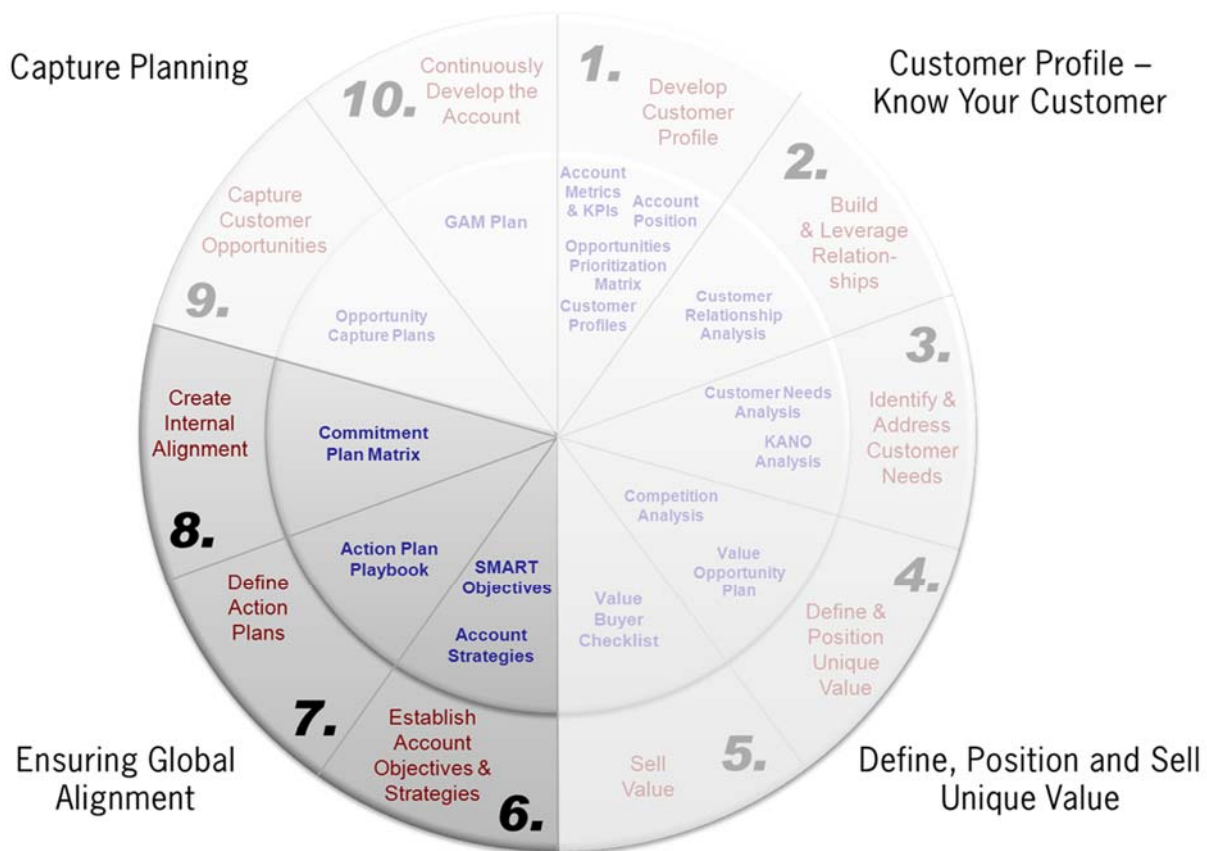 Capture Planning
Customer Profile –
Know Your Customer
1.
Develop
Customer
Profile
Account
Metrics
& KPIs
Account
Position
Opportunities
Prioritization
Matrix
Customer
Profiles
2.
Build
& Leverage
Relation-
ships
Customer
Relationship
Analysis
3.
Identify &
Address
Customer
Needs
Customer Needs
Analysis
KANO
Analysis
4.
Define &
Position
Unique
Value
Competition
Analysis
Value
Opportunity
Plan
5.
Sell
Value
Value
Buyer
Checklist
Define, Position and Sell
Unique Value
6.
Establish
Account
Objectives &
Strategies
SMART
Objectives
Account
Strategies
7.
Define
Action
Plans
Action Plan
Playbook
8.
Create
Internal
Alignment
Commitment
Plan Matrix
Ensuring Global
Alignment
9.
Capture
Customer
Opportunities
Opportunity
Capture Plans
10.
Continuously
Develop the
Account
GAM Plan